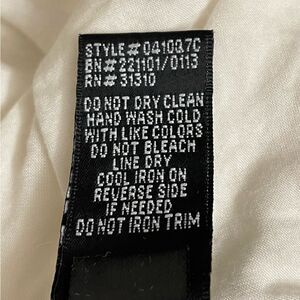 STYLE# 0410Q7C
BN# 221101/0113
RN# 31310
DO NOT DRY CLEAN
HAND WASH COLD
WITH LIKE COLORS
DO NOT BLEACH
LINE DRY
COOL IRON ON
REVERSE SIDE
IF NEEDED
DO NOT IRON TRIM